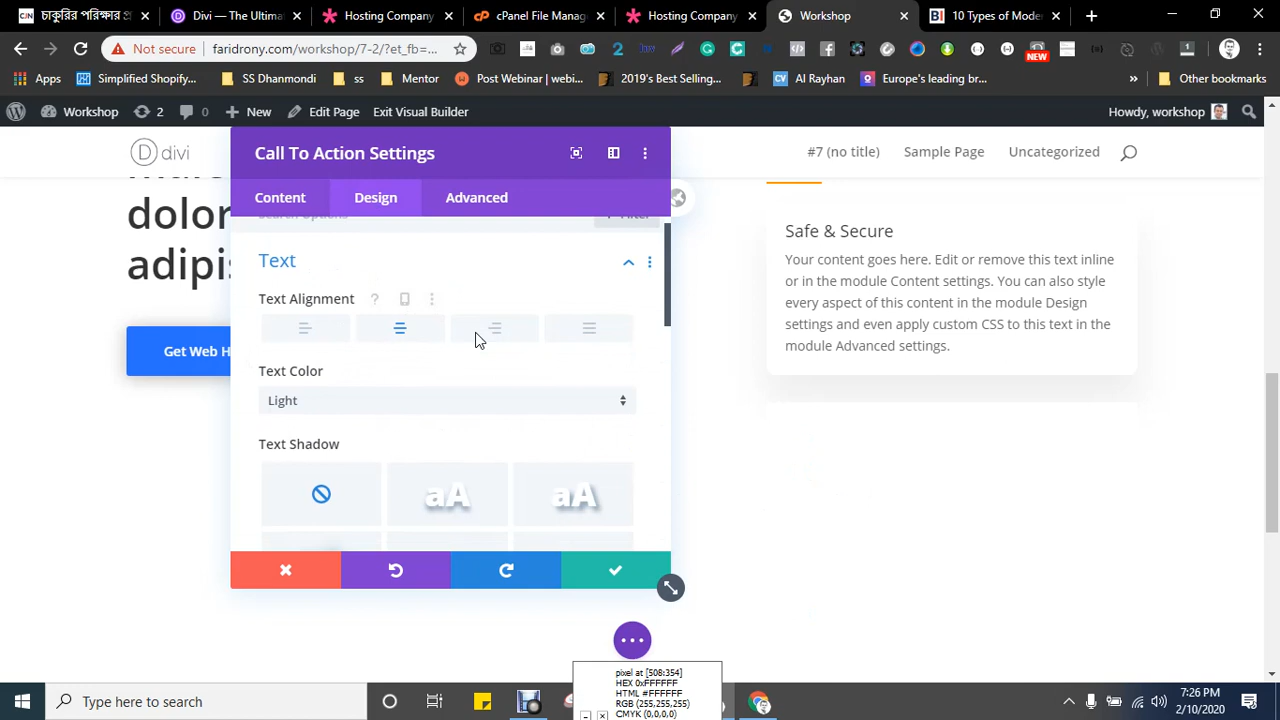 Divi — The Ultimat
Hosting Company
cPanel File Manag
Hosting Company
Workshop
10 Types of Moder
Not secure
faridrony.com/workshop/7-2/?et_fb=...
Apps
Simplified Shopify...
SS Dhanmondi
ss
Mentor
Post Webinar | webi...
2019's Best Selling...
Al Rayhan
Europe's leading br...
Other bookmarks
NEW
Workshop
2
0
New
Edit Page
Exit Visual Builder
Howdy, workshop
divi
#7 (no title)
Sample Page
Uncategorized
Call To Action Settings
Content
Design
Advanced
dolor
adipis
Get Web H
Text
Text Alignment
Text Color
Light
Text Shadow
aA
aA
Safe & Secure
Your content goes here. Edit or remove this text inline
or in the module Content settings. You can also style
every aspect of this content in the module Design
settings and even apply custom CSS to this text in the
module Advanced settings.
pixel at [508:354]
HEX 0xFFFFFF
HTML #FFFFFF
RGB (255,255,255)
CMYK (0,0,0,0)
Type here to search
7:26 PM
2/10/2020